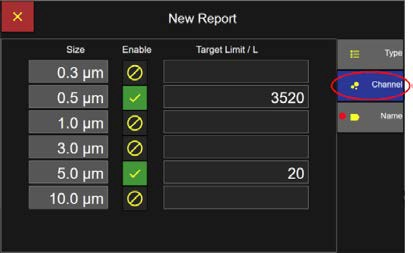 New Report
Size Enable Target Limit / L
0.3 µm
0.5 µm 3520
1.0 µm
3.0 µm
5.0 µm 20
10.0 µm
Type
Channel
Name